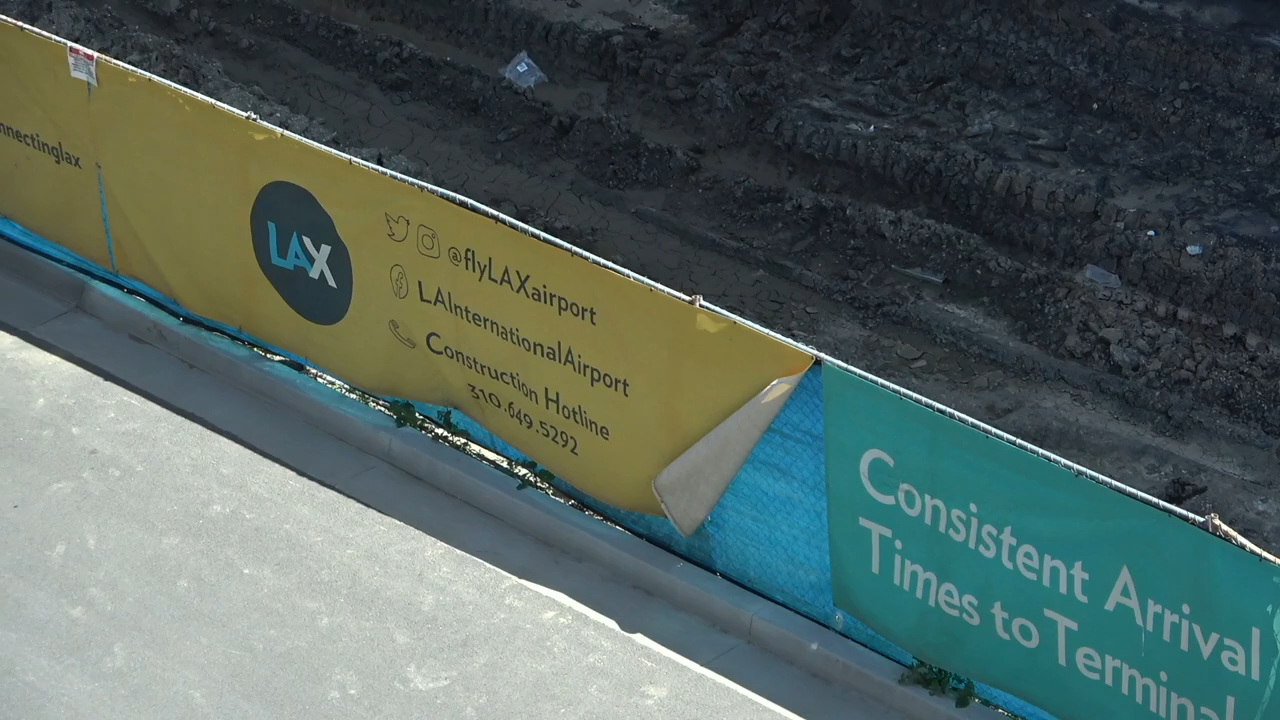 nnectinglax
LAX
@flyLAXairport
LAInternationalAirport
Construction Hotline
310.649.5292
Consistent Arrival
Times to Terminal